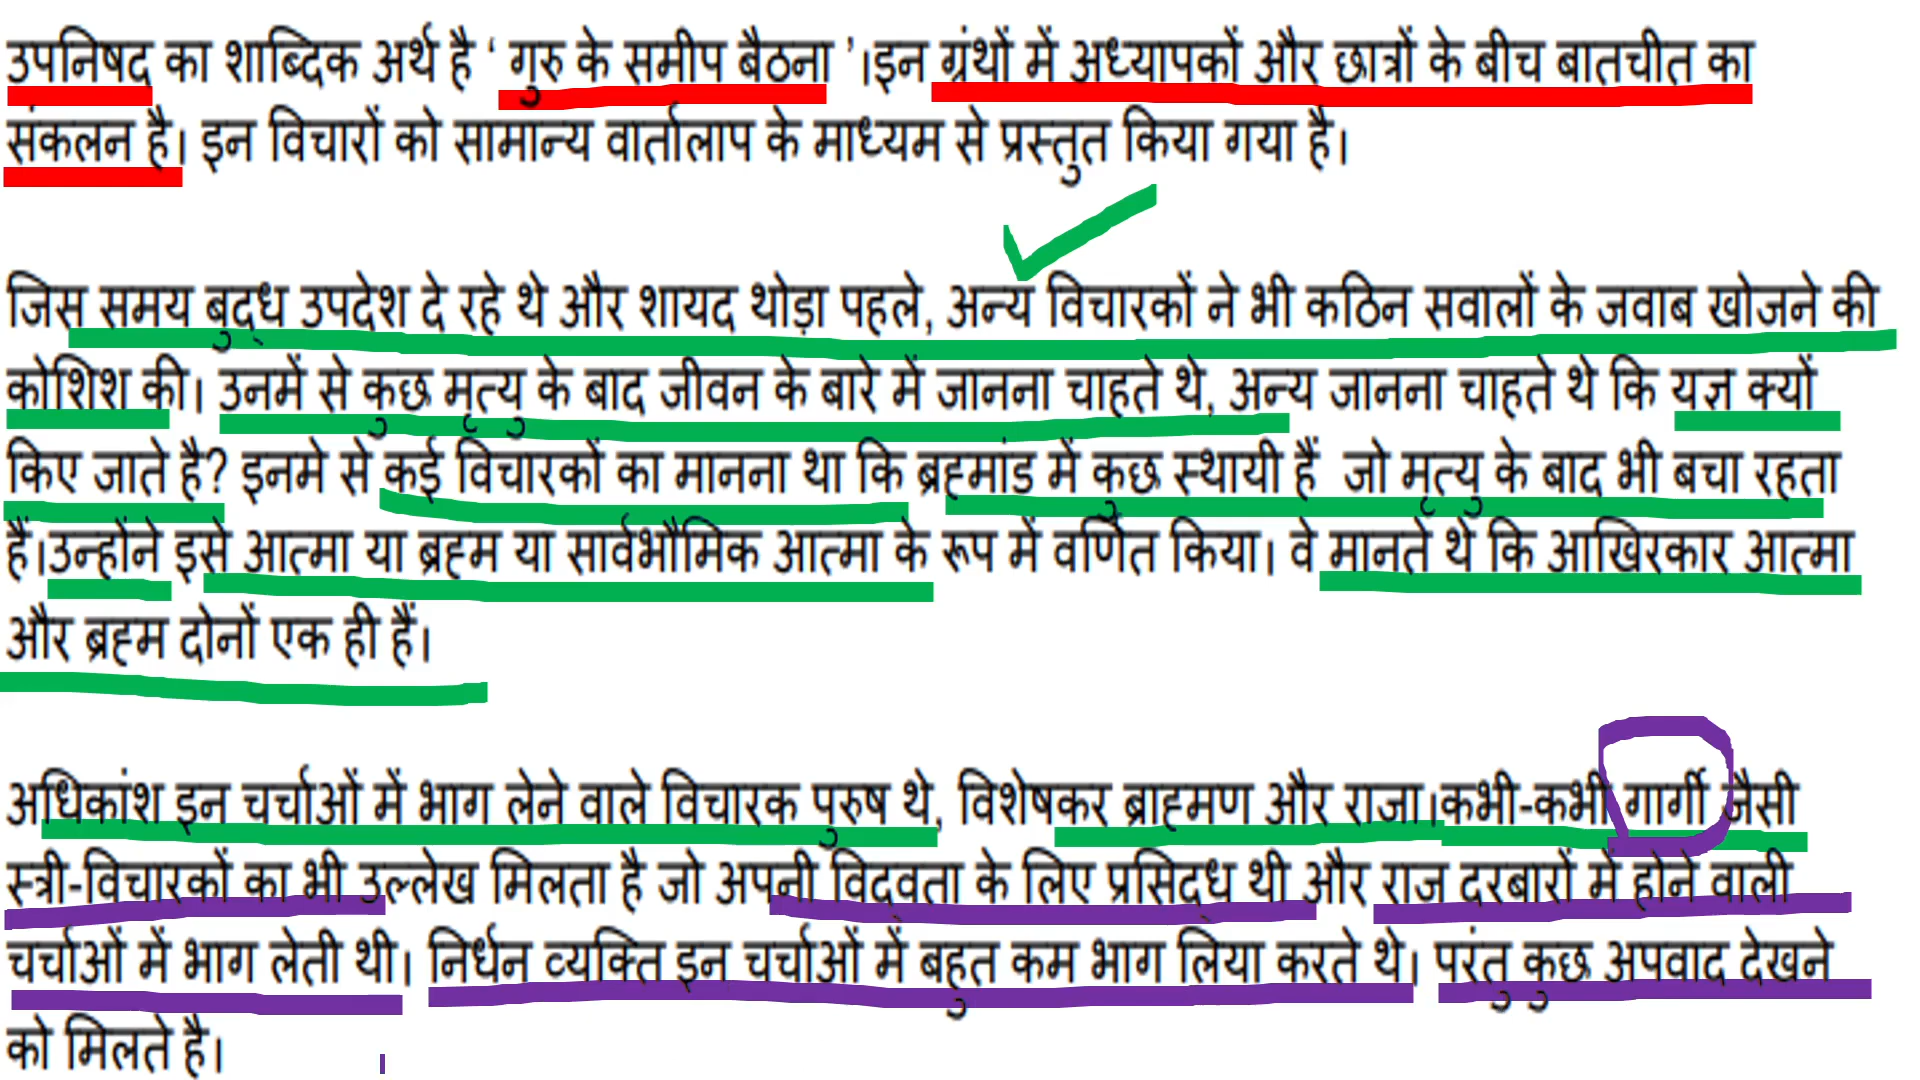 उपनिषद् का शाब्दिक अर्थ है ‘ गुरु के समीप बैठना ’।इन ग्रंथों में अध्यापकों और छात्रों के बीच बातचीत का
संकलन है। इन विचारों को सामान्य वार्तालाप के माध्यम से प्रस्तुत किया गया है।
जिस समय बुद्ध उपदेश दे रहे थे और शायद थोड़ा पहले, अन्य विचारकों ने भी कठिन सवालों के जवाब खोजने की
कोशिश की। उनमें से कुछ मृत्यु के बाद जीवन के बारे में जानना चाहते थे, अन्य जानना चाहते थे कि यज्ञ क्यों
किए जाते है? इनमे से कई विचारकों का मानना था कि ब्रह्मांड में कुछ स्थायी हैं जो मृत्यु के बाद भी बचा रहता
हैं।उन्होंने इसे आत्मा या ब्रह्म या सार्वभौमिक आत्मा के रूप में वर्णित किया। वे मानते थे कि आखिरकार आत्मा
और ब्रह्म दोनों एक ही हैं।
अधिकांश इन चर्चाओं में भाग लेने वाले विचारक पुरुष थे, विशेषकर ब्राह्मण और राजा।कभी-कभी गार्गी जैसी
स्त्री-विचारकों का भी उल्लेख मिलता है जो अपनी विद्वता के लिए प्रसिद्ध थी और राज दरबारों में होने वाली
चर्चाओं में भाग लेती थी। निर्धन व्यक्ति इन चर्चाओं में बहुत कम भाग लिया करते थे। परंतु कुछ अपवाद देखने
को मिलते है।